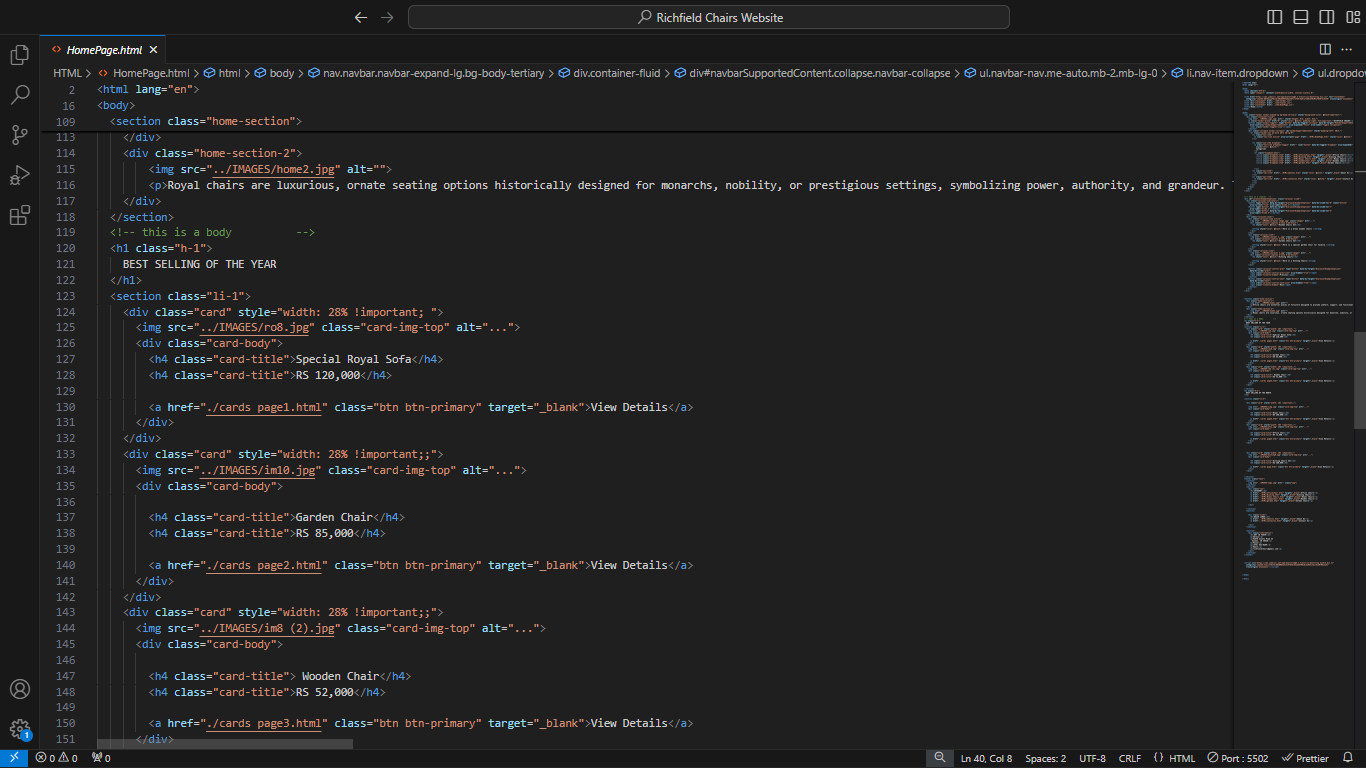 Richfield Chairs Website
HomePage.html
HTML > HomePage.html > html > body > nav.navbar.navbar-expand-lg.bg-body-tertiary > div.container-fluid > div#navbarSupportedContent.collapse.navbar-collapse > ul.navbar-nav.me-auto.mb-2.mb-lg-0 > li.nav-item.dropdown > ul.dropdo
2 <html lang="en">
16 <body>
109 <section class="home-section">
113 </div>
114 <div class="home-section-2">
115 <img src="../IMAGES/home2.jpg" alt="">
116 <p>Royal chairs are luxurious, ornate seating options historically designed for monarchs, nobility, or prestigious settings, symbolizing power, authority, and grandeur.
117 </div>
118 </section>
119 <!-- this is a body -->
120 <h1 class="h-1">
121 BEST SELLING OF THE YEAR
122 </h1>
123 <section class="li-1">
124 <div class="card" style="width: 28% !important; ">
125 <img src="../IMAGES/ro8.jpg" class="card-img-top" alt="...">
126 <div class="card-body">
127 <h4 class="card-title">Special Royal Sofa</h4>
128 <h4 class="card-title">RS 120,000</h4>
129
130 <a href="./cards page1.html" class="btn btn-primary" target="_blank">View Details</a>
131 </div>
132 </div>
133 <div class="card" style="width: 28% !important;;">
134 <img src="../IMAGES/im10.jpg" class="card-img-top" alt="...">
135 <div class="card-body">
136
137 <h4 class="card-title">Garden Chair</h4>
138 <h4 class="card-title">RS 85,000</h4>
139
140 <a href="./cards page2.html" class="btn btn-primary" target="_blank">View Details</a>
141 </div>
142 </div>
143 <div class="card" style="width: 28% !important;;">
144 <img src="../IMAGES/im8 (2).jpg" class="card-img-top" alt="...">
145 <div class="card-body">
146
147 <h4 class="card-title"> Wooden Chair</h4>
148 <h4 class="card-title">RS 52,000</h4>
149
150 <a href="./cards page3.html" class="btn btn-primary" target="_blank">View Details</a>
151 </div>
1
0 0 0 Ln 40, Col 8 Spaces: 2 UTF-8 CRLF {} HTML Port : 5502 Prettier